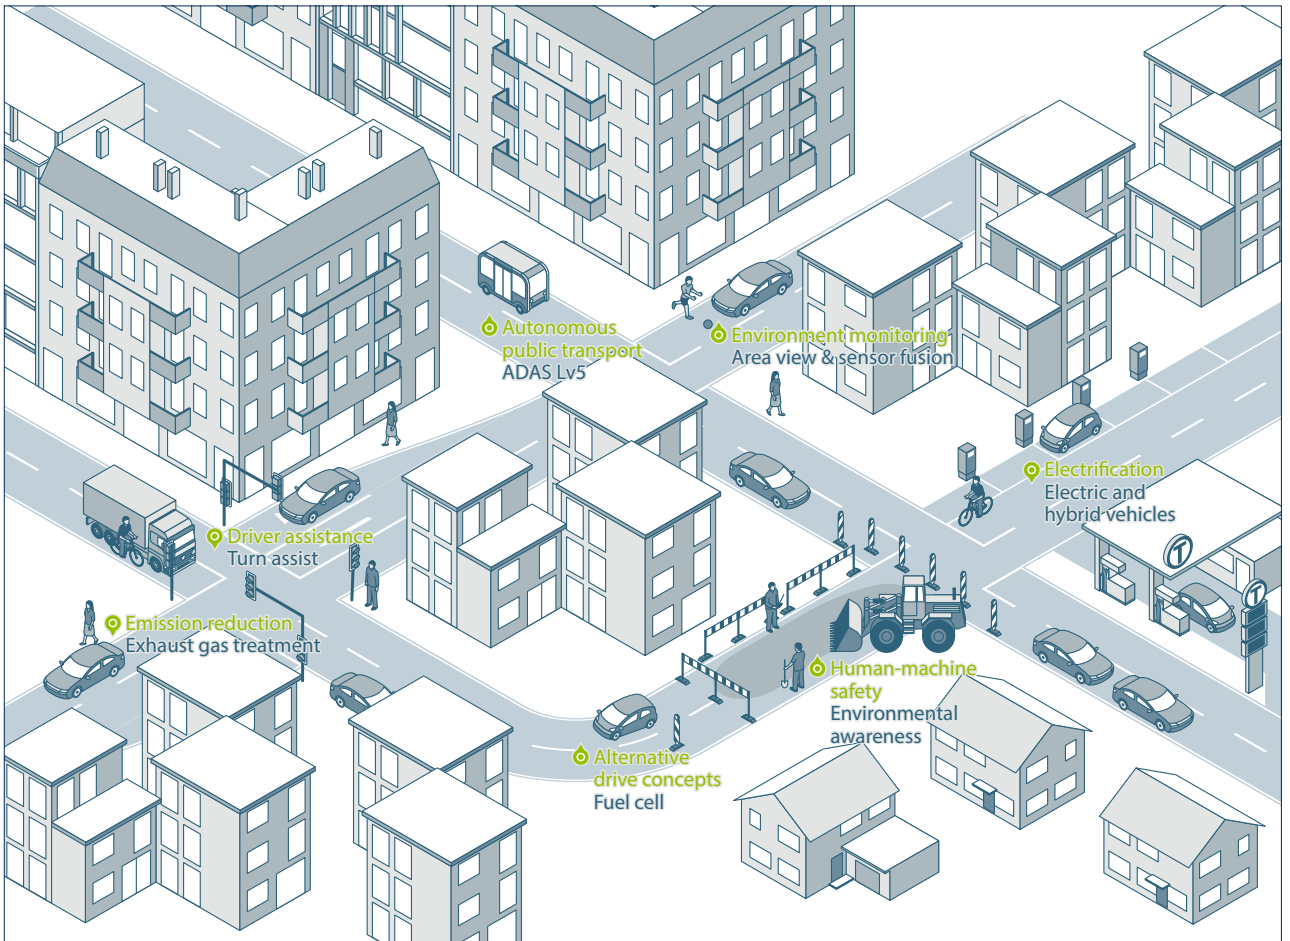 Autonomous
public transport
ADAS Lv5
Environment monitoring
Area view & sensor fusion
Electrification
Electric and
hybrid vehicles
T
T
Driver assistance
Turn assist
Emission reduction
Exhaust gas treatment
Human-machine
safety
Environmental
awareness
Alternative
drive concepts
Fuel cell